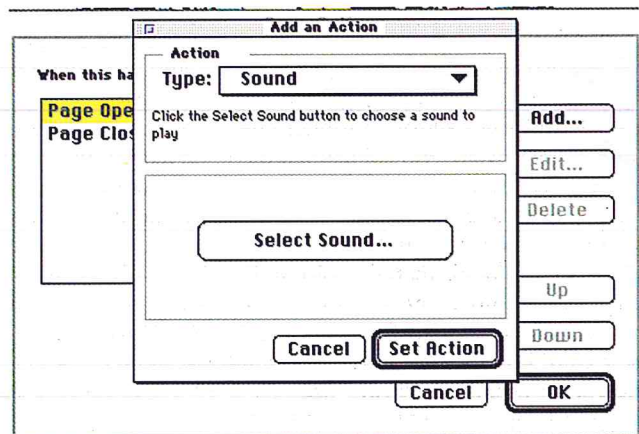 Add an Action
Action
Type: Sound
Click the Select Sound button to choose a sound to
play
Select Sound...
Cancel
Set Action
When this ha
Page Ope
Page Clos
Add...
Edit...
Delete
Up
Down
Cancel
OK